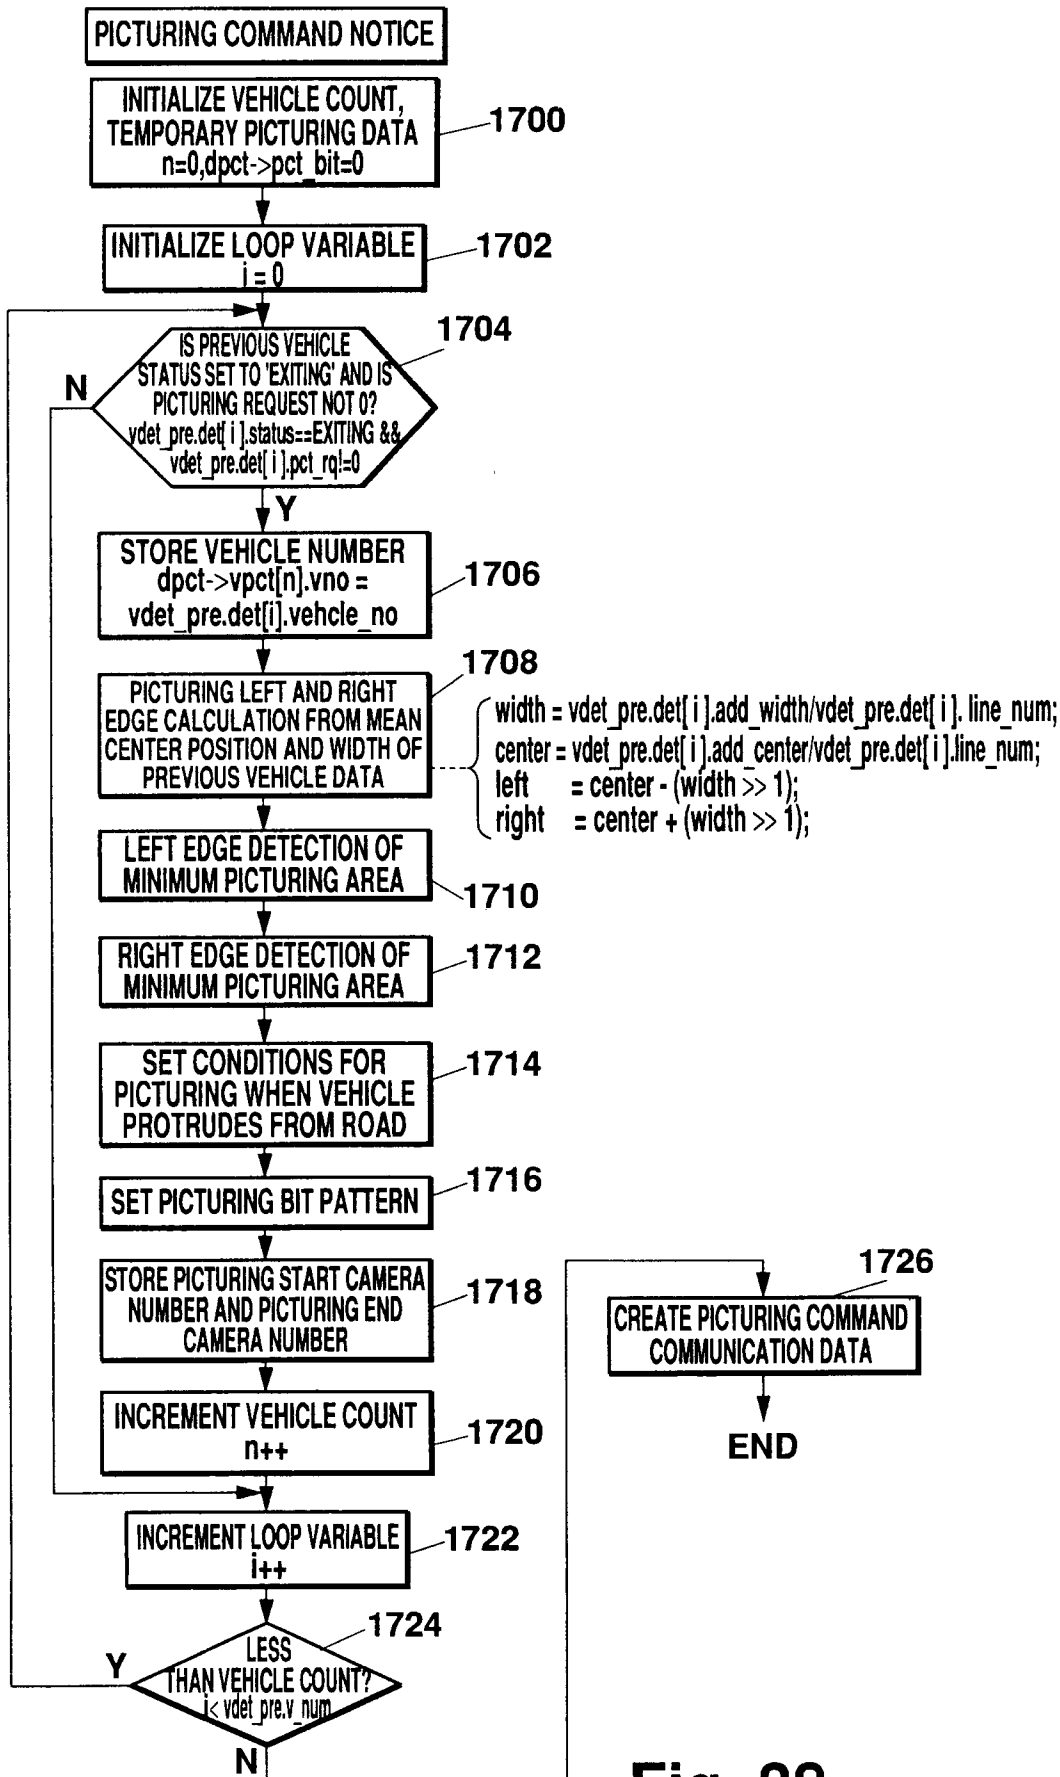 PICTURING COMMAND NOTICE
INITIALIZE VEHICLE COUNT,
TEMPORARY PICTURING DATA
n=0,dpct->pct_bit=0
1700
INITIALIZE LOOP VARIABLE
i = 0
1702
IS PREVIOUS VEHICLE
STATUS SET TO 'EXITING' AND IS
PICTURING REQUEST NOT 0?
vdet_pre.det[ i ].status==EXITING &&
vdet_pre.det[ i ].pct_rq!=0
1704
N
Y
STORE VEHICLE NUMBER
dpct->vpct[n].vno =
vdet_pre.det[i].vehcle_no
1706
PICTURING LEFT AND RIGHT
EDGE CALCULATION FROM MEAN
CENTER POSITION AND WIDTH OF
PREVIOUS VEHICLE DATA
1708
width = vdet_pre.det[ i ].add_width/vdet_pre.det[ i ]. line_num;
center = vdet_pre.det[ i ].add_center/vdet_pre.det[ i ].line_num;
left = center - (width >> 1);
right = center + (width >> 1);
LEFT EDGE DETECTION OF
MINIMUM PICTURING AREA
1710
RIGHT EDGE DETECTION OF
MINIMUM PICTURING AREA
1712
SET CONDITIONS FOR
PICTURING WHEN VEHICLE
PROTRUDES FROM ROAD
1714
SET PICTURING BIT PATTERN
1716
STORE PICTURING START CAMERA
NUMBER AND PICTURING END
CAMERA NUMBER
1718
INCREMENT VEHICLE COUNT
n++
1720
INCREMENT LOOP VARIABLE
i++
1722
LESS
THAN VEHICLE COUNT?
i< vdet_pre.v_num
1724
Y
N
1726
CREATE PICTURING COMMAND
COMMUNICATION DATA
END
Fig.